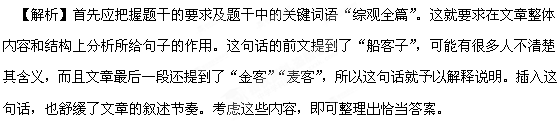 【解析】首先应把握题干的要求及题干中的关键词语“综观全篇”。这就要求在文章整体
内容和结构上分析所给句子的作用。这句话的前文提到了“船客子”，可能有很多人不清楚
其含义，而且文章最后一段还提到了“金客”“麦客”，所以这句话就予以解释说明。插入这
句话，也舒缓了文章的叙述节奏。考虑这些内容，即可整理出恰当答案。